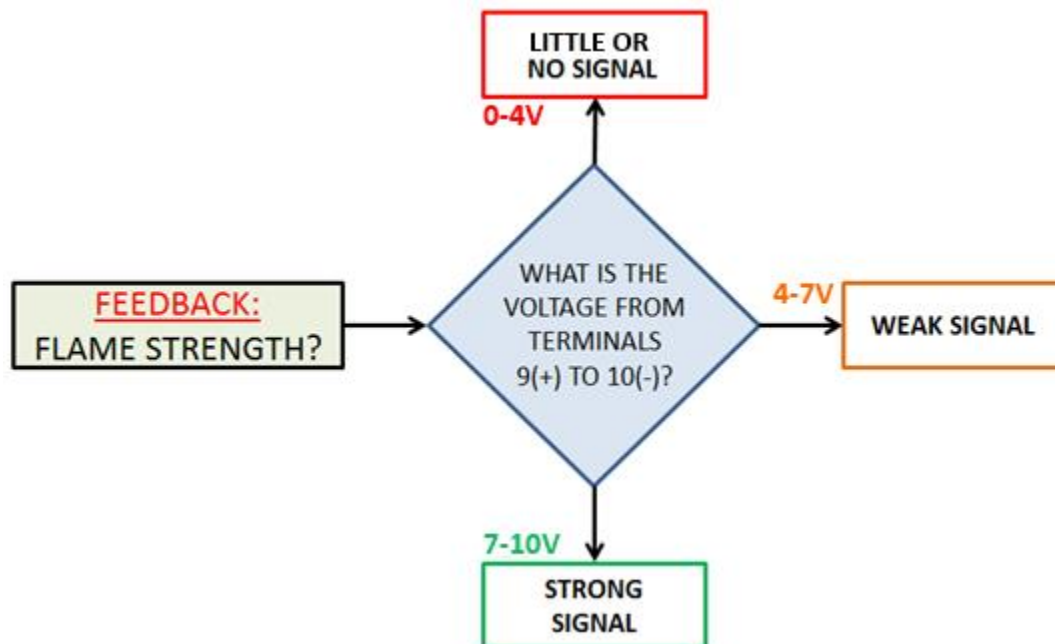 LITTLE OR
NO SIGNAL
0-4V
FEEDBACK:
FLAME STRENGTH?
WHAT IS THE
VOLTAGE FROM
TERMINALS
9(+) TO 10(-)?
4-7V
WEAK SIGNAL
7-10V
STRONG
SIGNAL